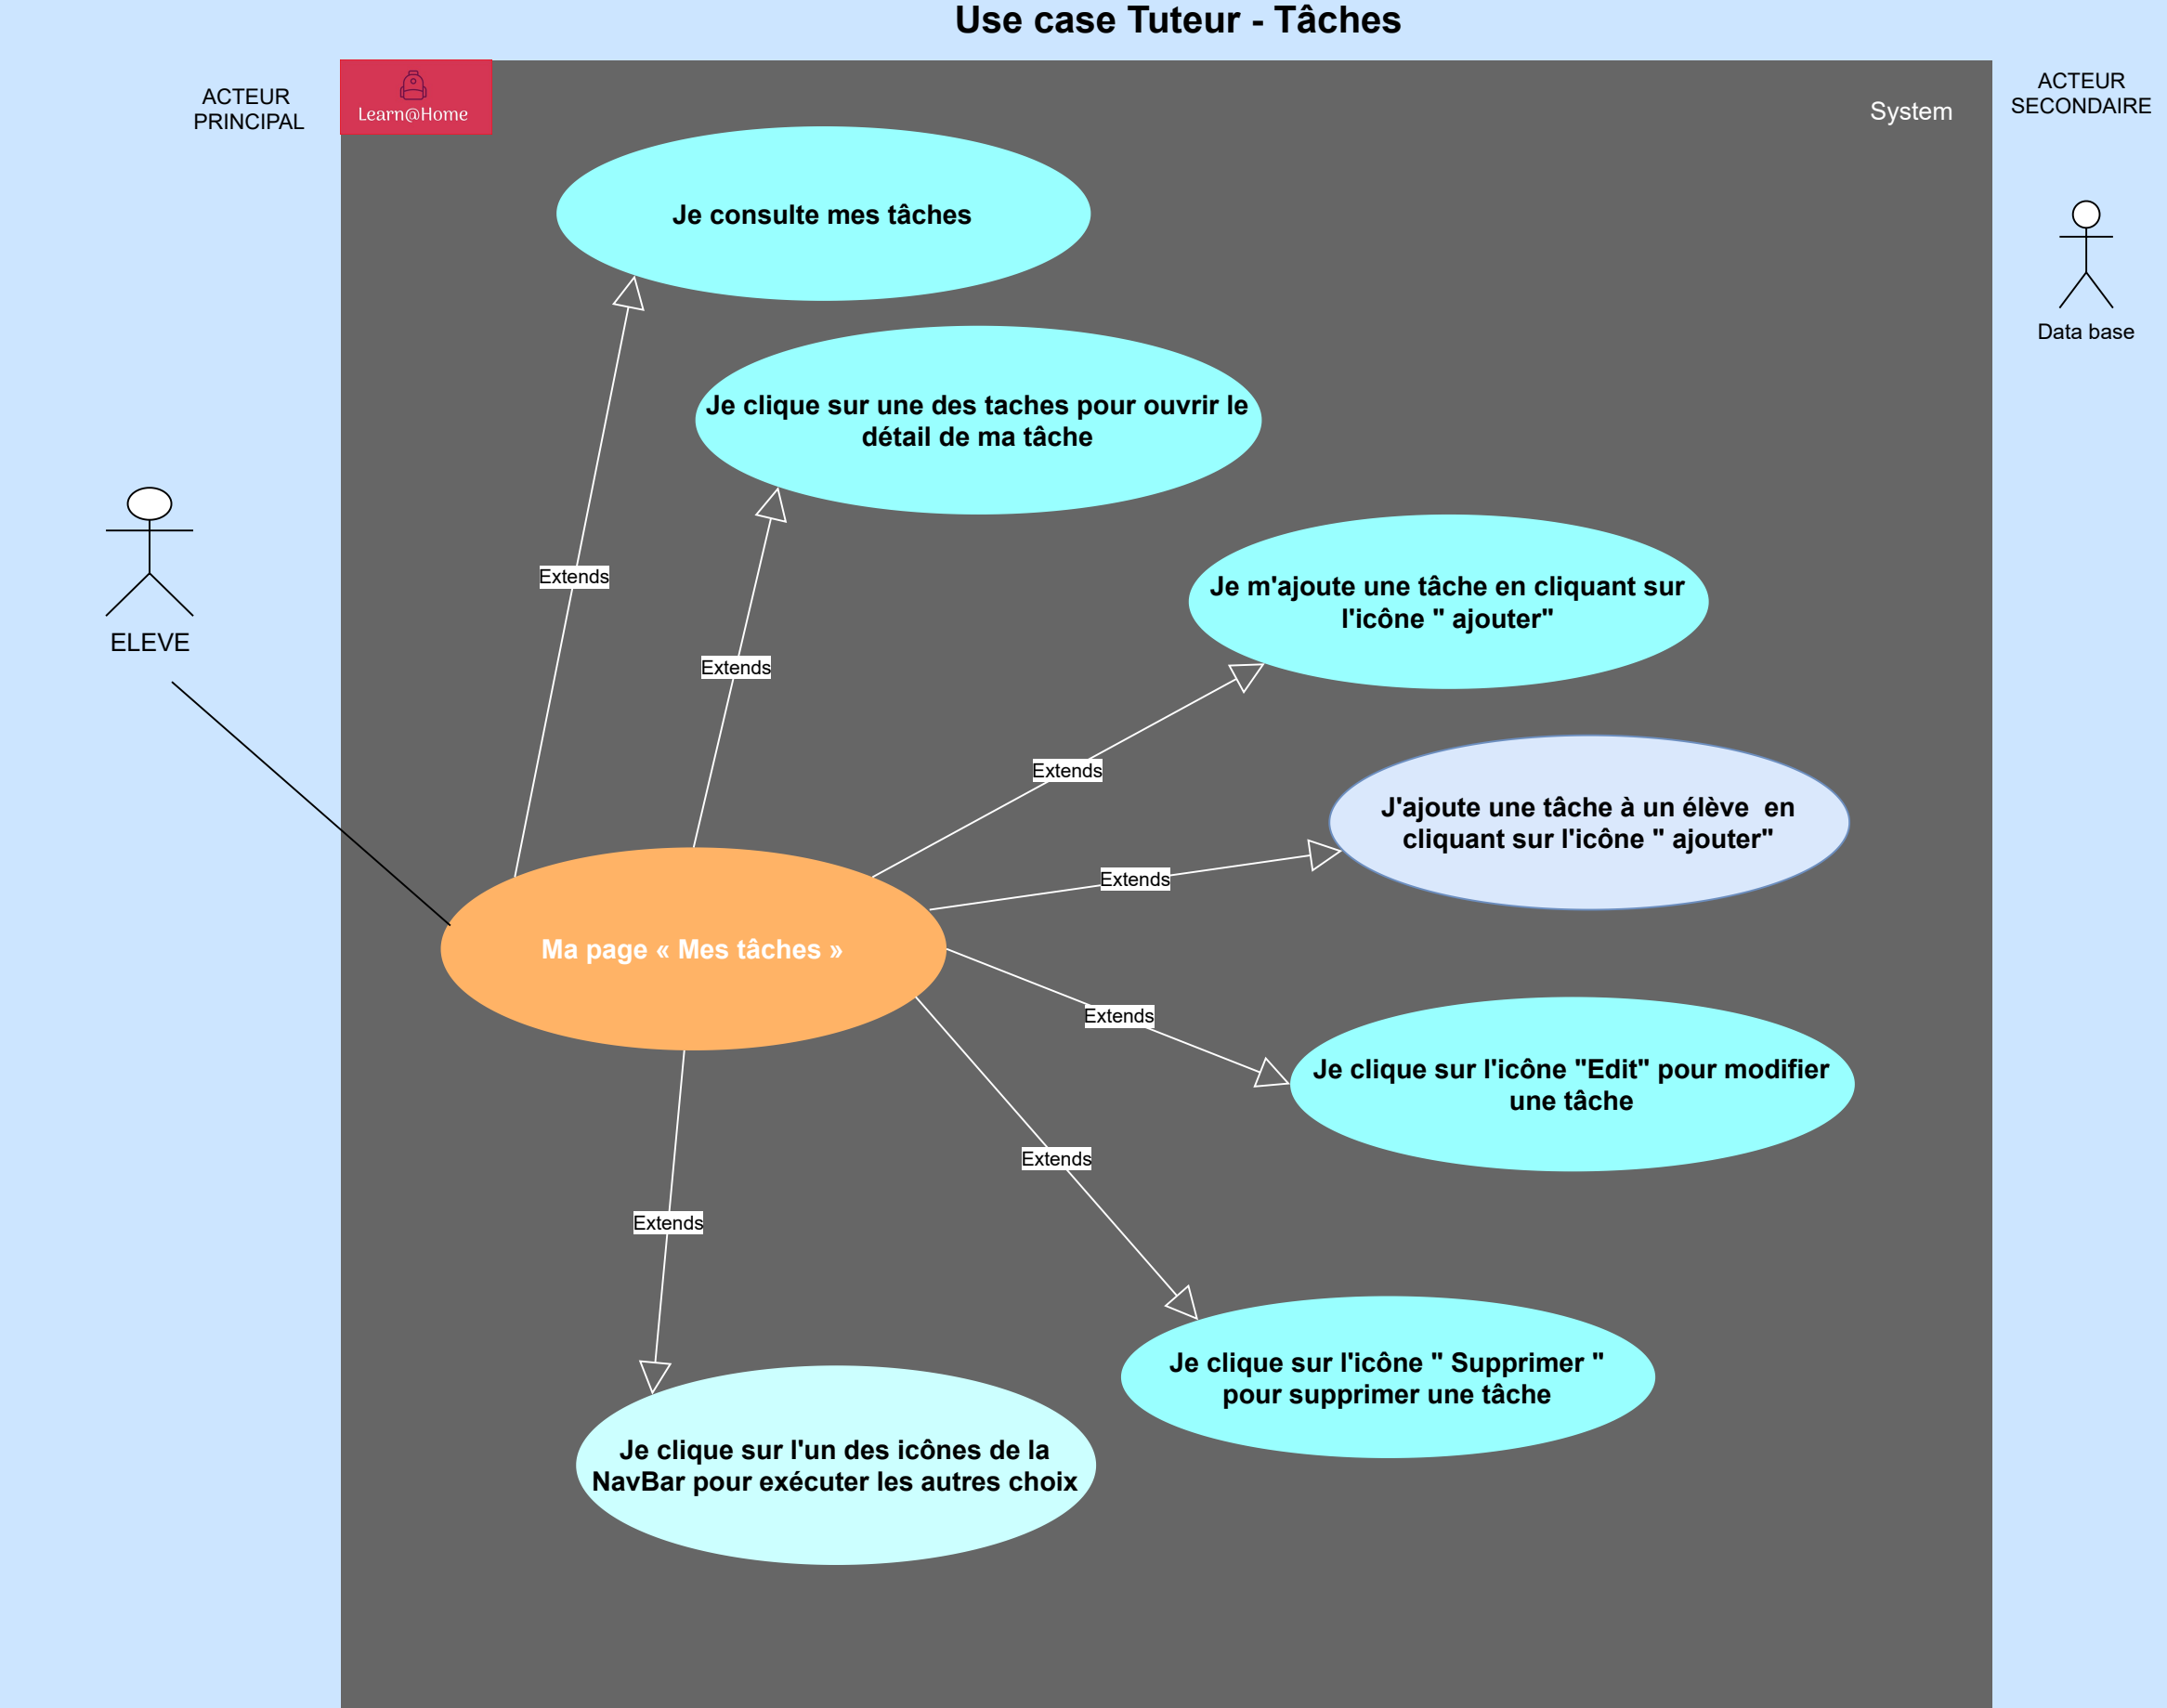 Use case Tuteur - Tâches
ACTEUR
PRINCIPAL
Learn@Home
System
ACTEUR
SECONDAIRE
Data base
Je consulte mes tâches
Je clique sur une des taches pour ouvrir le
détail de ma tâche
Extends
ELEVE
Je m'ajoute une tâche en cliquant sur
l'icône " ajouter"
Extends
Extends
J'ajoute une tâche à un élève  en
cliquant sur l'icône " ajouter"
Extends
Ma page « Mes tâches »
Extends
Je clique sur l'icône "Edit" pour modifier
une tâche
Extends
Extends
Je clique sur l'icône " Supprimer "
pour supprimer une tâche
Je clique sur l'un des icônes de la
NavBar pour exécuter les autres choix